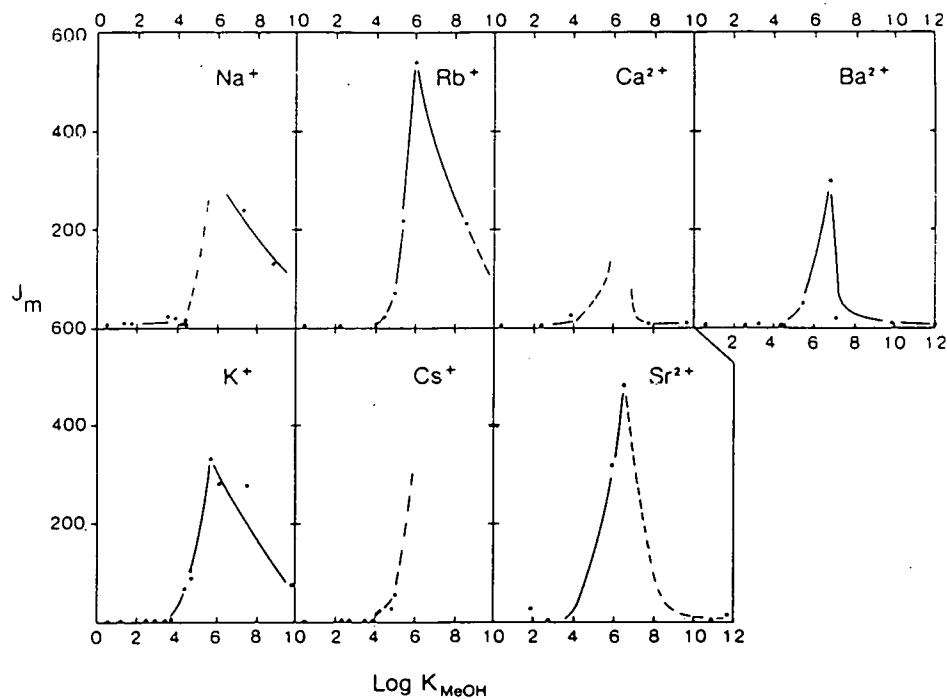 0 2 4 6 8 10 2 4 6 8 10 2 4 6 8 10 2 4 6 8 10 12
600
Na⁺ Rb⁺ Ca²⁺ Ba²⁺
400
200
Jm
600
2 4 6 8 10 12
K⁺ Cs⁺ Sr²⁺
400
200
0 2 4 6 8 10 2 4 6 8 10 2 4 6 8 10 12
Log K MeOH